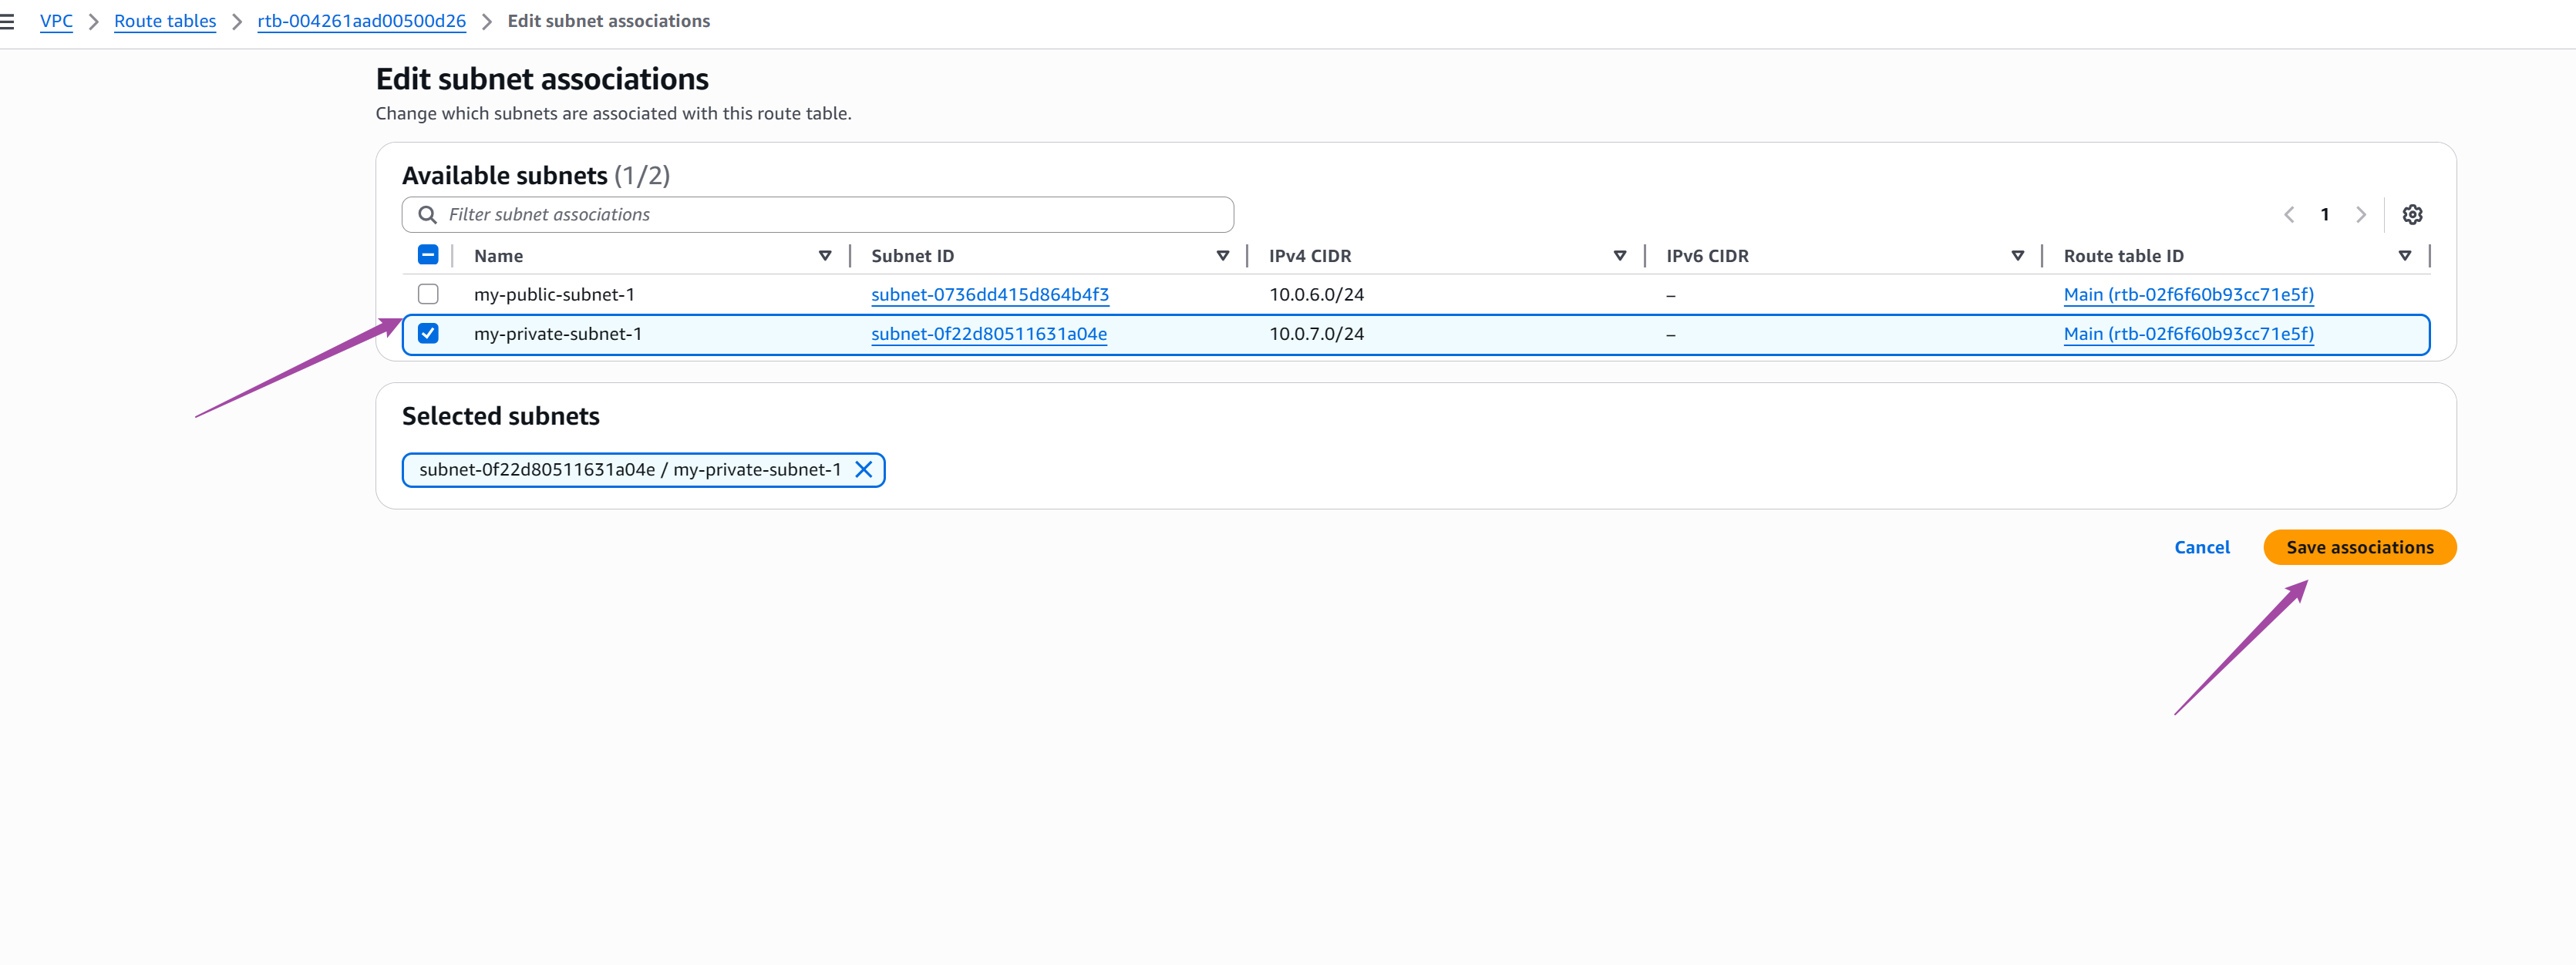 VPC > Route tables > rtb-004261aad00500d26 > Edit subnet associations
Edit subnet associations
Change which subnets are associated with this route table.
Available subnets (1/2)
Filter subnet associations
1
Name Subnet ID IPv4 CIDR IPv6 CIDR Route table ID
my-public-subnet-1 subnet-0736dd415d864b4f3 10.0.6.0/24 – Main (rtb-02f6f60b93cc71e5f)
my-private-subnet-1 subnet-0f22d80511631a04e 10.0.7.0/24 – Main (rtb-02f6f60b93cc71e5f)
Selected subnets
subnet-0f22d80511631a04e / my-private-subnet-1
Cancel Save associations